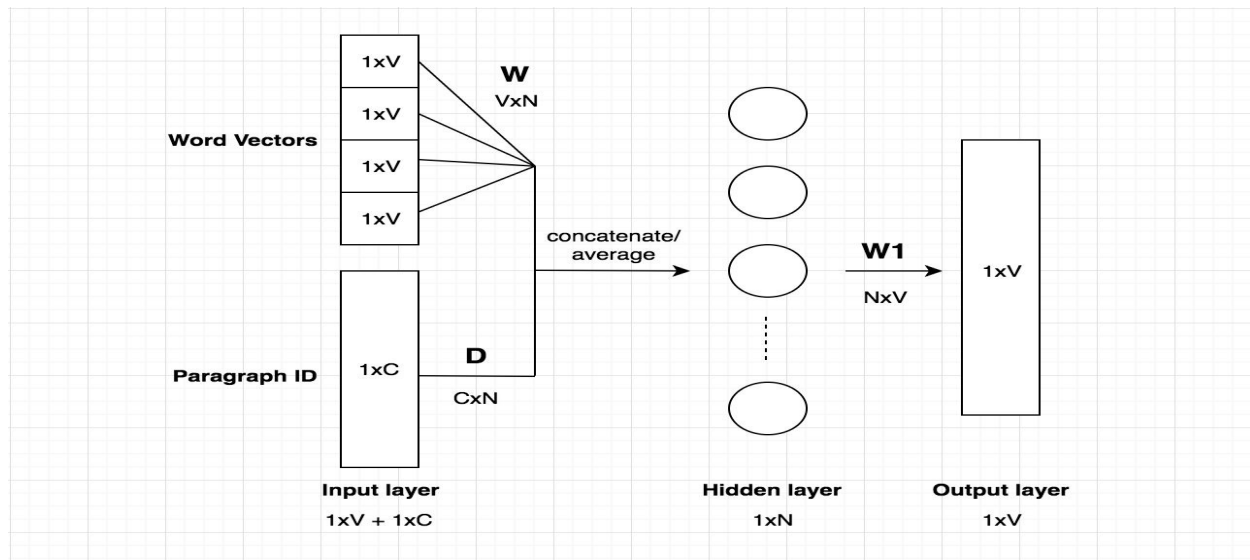 1xV
W
VxN
1xV
Word Vectors
1xV
1xV
concatenate/
average
W1
NxV
1xV
Paragraph ID
1xC
D
CxN
Input layer
1xV + 1xC
Hidden layer
1xN
Output layer
1xV